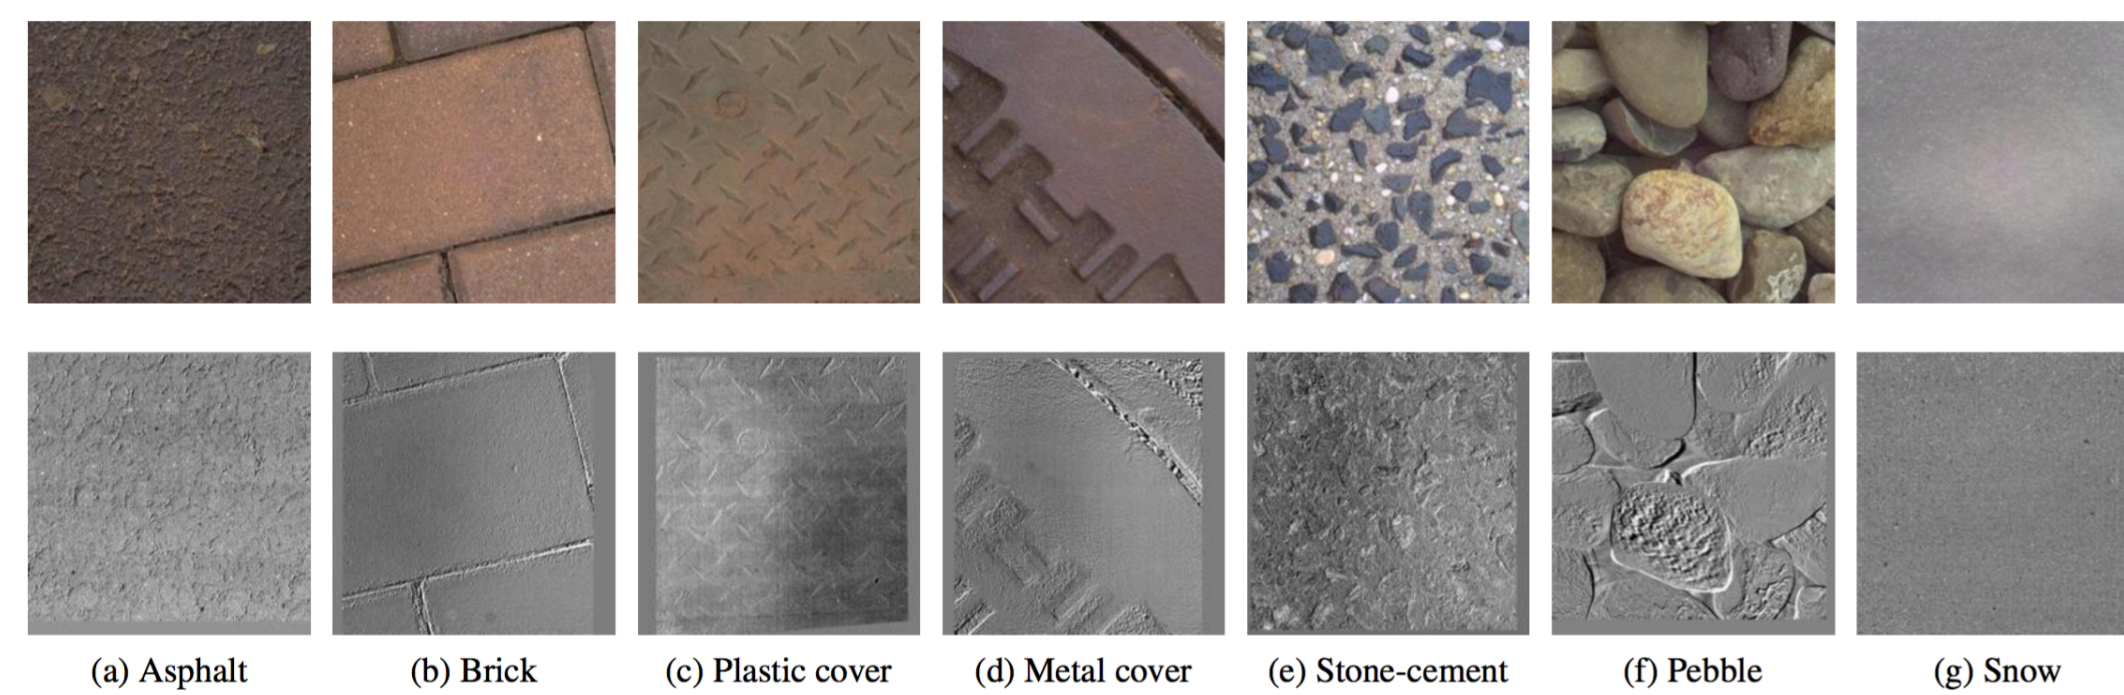 (a) Asphalt
(b) Brick
(c) Plastic cover
(d) Metal cover
(e) Stone-cement
(f) Pebble
(g) Snow